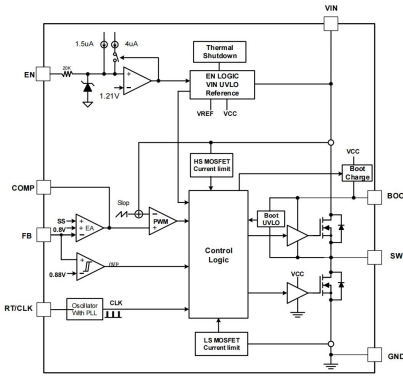 VIN
1.5uA
4uA
Thermal
Shutdown
EN
20K
EN LOGIC
VIN UVLO
Reference
1.21V
VREF
VCC
HS MOSFET
Current limit
VCC
Boot
Charge
COMP
Slop
BOOT
SS
0.8V
EA
PWM
Boot
UVLO
FB
Control
Logic
SW
0.88V
OVP
VCC
RT/CLK
Oscillator
With PLL
CLK
LS MOSFET
Current limit
GND